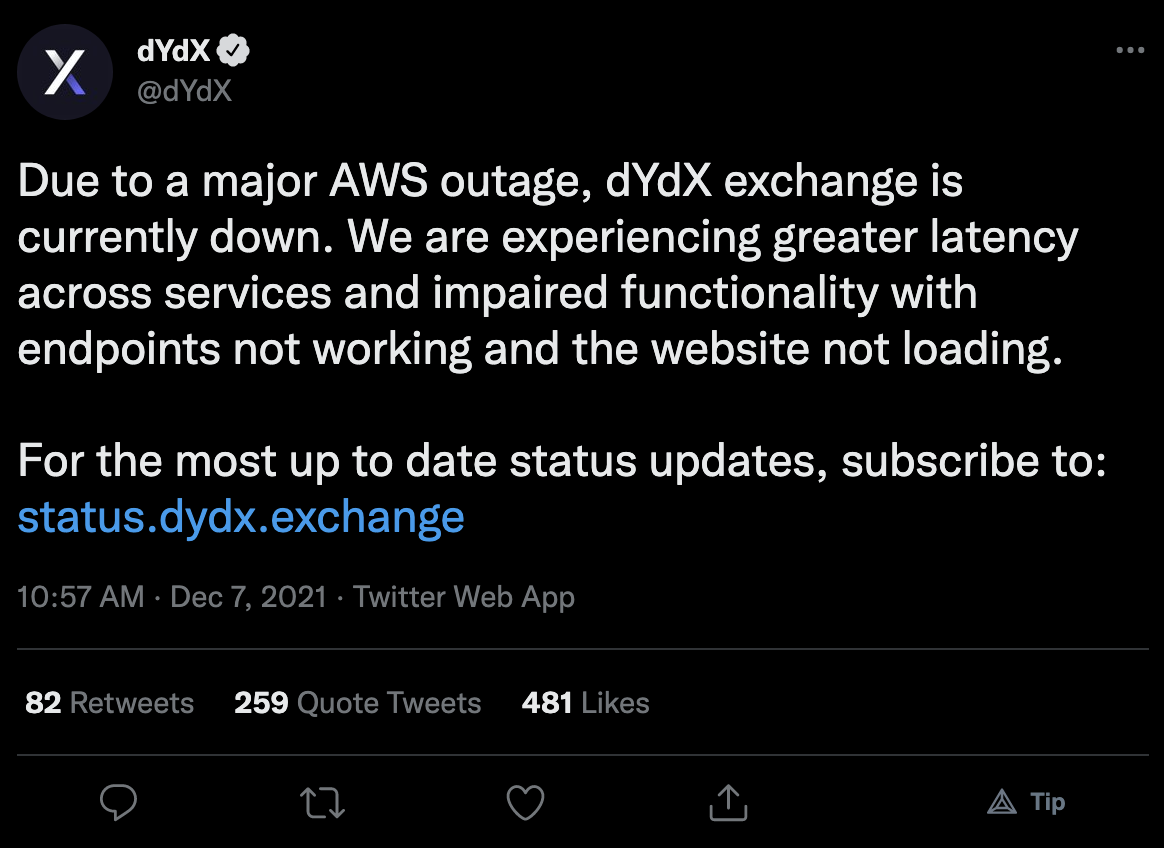 dYdX
@dYdX
Due to a major AWS outage, dYdX exchange is
currently down. We are experiencing greater latency
across services and impaired functionality with
endpoints not working and the website not loading.
For the most up to date status updates, subscribe to:
status.dydx.exchange
10:57 AM · Dec 7, 2021 · Twitter Web App
82 Retweets 259 Quote Tweets 481 Likes
Tip